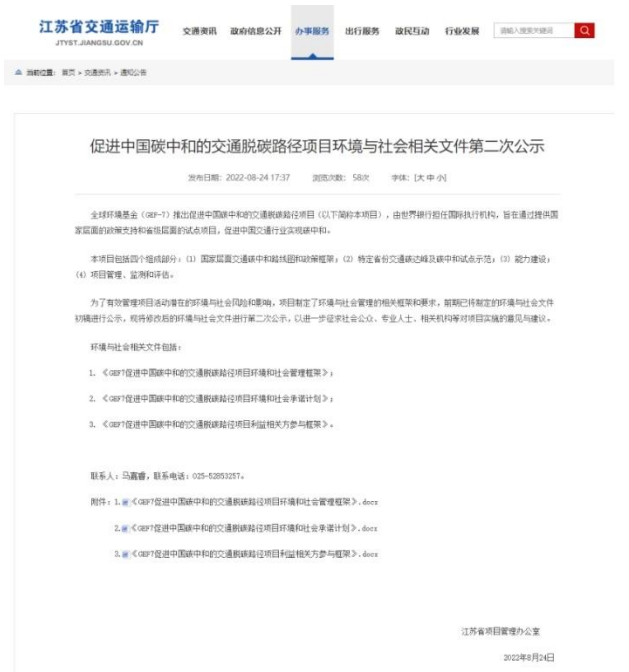 江苏省交通运输厅
JTYST.JIANGSU.GOV.CN
交通资讯 政府信息公开 办事服务 出行服务 政民互动 行业发展 请输入搜索关键词
当前位置: 首页 > 交通资讯 > 通知公告
促进中国碳中和的交通脱碳路径项目环境与社会相关文件第二次公示
发布日期: 2022-08-24 17:37 浏览次数: 58次 字体: [大 中 小]
全球环境基金(GEF-7)推出促进中国碳中和的交通脱碳路径项目(以下简称本项目),由世界银行担任国际执行机构,旨在通过提供国
家层面的政策支持和省级层面的试点项目,促进中国交通行业实现碳中和。
本项目包括四个组成部分:(1) 国家层面交通碳中和路线图和政策框架;(2) 特定省份交通碳达峰及碳中和试点示范;(3) 能力建设;
(4) 项目管理、监测和评估。
为了有效管理项目活动潜在的环境与社会风险和影响,项目制定了环境与社会管理的相关框架和要求,前期已将制定的环境与社会文件
初稿进行公示,现将修改后的环境与社会文件进行第二次公示,以进一步征求社会公众、专业人士、相关机构等对项目实施的意见与建议。
环境与社会相关文件包括:
1. 《GEF7促进中国碳中和的交通脱碳路径项目环境和社会管理框架》;
2. 《GEF7促进中国碳中和的交通脱碳路径项目环境和社会承诺计划》;
3. 《GEF7促进中国碳中和的交通脱碳路径项目利益相关方参与框架》。
联系人:马嘉睿,联系电话:025-52853257。
附件:1.《GEF7促进中国碳中和的交通脱碳路径项目环境和社会管理框架》.docx
2.《GEF7促进中国碳中和的交通脱碳路径项目环境和社会承诺计划》.docx
3.《GEF7促进中国碳中和的交通脱碳路径项目利益相关方参与框架》.docx
江苏省项目管理办公室
2022年8月24日